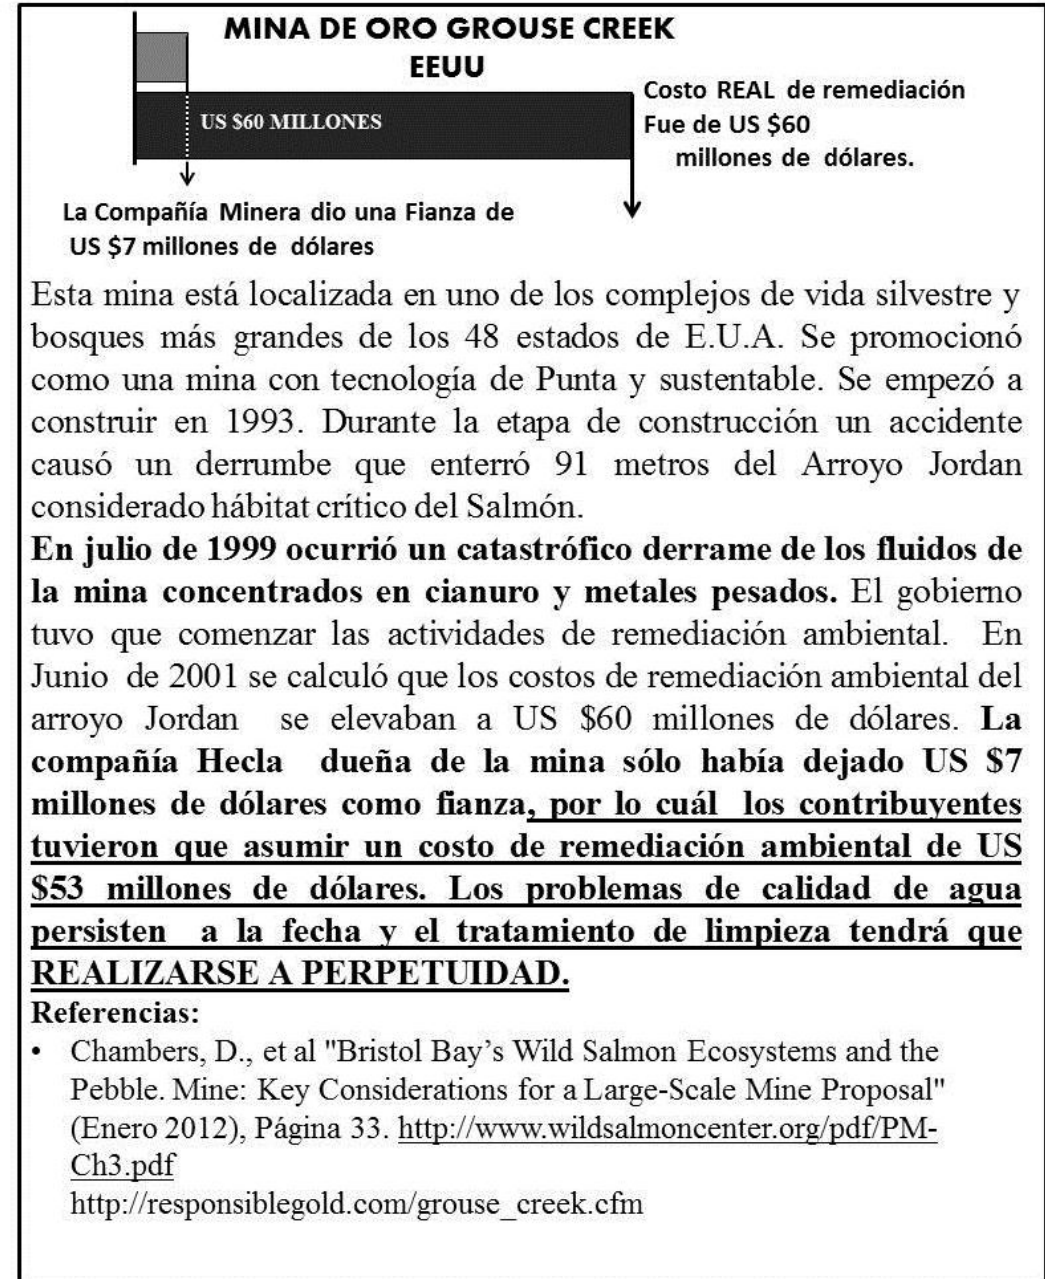 MINA DE ORO GROUSE CREEK
EEUU
Costo REAL de remediación
Fue de US $60
millones de dólares.
US $60 MILLONES
La Compañía Minera dio una Fianza de
US $7 millones de dólares
Esta mina está localizada en uno de los complejos de vida silvestre y
bosques más grandes de los 48 estados de E.U.A. Se promocionó
como una mina con tecnología de Punta y sustentable. Se empezó a
construir en 1993. Durante la etapa de construcción un accidente
causó un derrumbe que enterró 91 metros del Arroyo Jordan
considerado hábitat crítico del Salmón.
En julio de 1999 ocurrió un catastrófico derrame de los fluidos de
la mina concentrados en cianuro y metales pesados. El gobierno
tuvo que comenzar las actividades de remediación ambiental. En
Junio de 2001 se calculó que los costos de remediación ambiental del
arroyo Jordan se elevaban a US $60 millones de dólares. La
compañía Hecla dueña de la mina sólo había dejado US $7
millones de dólares como fianza, por lo cuál los contribuyentes
tuvieron que asumir un costo de remediación ambiental de US
$53 millones de dólares. Los problemas de calidad de agua
persisten a la fecha y el tratamiento de limpieza tendrá que
REALIZARSE A PERPETUIDAD.
Referencias:
• Chambers, D., et al "Bristol Bay's Wild Salmon Ecosystems and the
Pebble. Mine: Key Considerations for a Large-Scale Mine Proposal"
(Enero 2012), Página 33. http://www.wildsalmoncenter.org/pdf/PM-
Ch3.pdf
http://responsiblegold.com/grouse_creek.cfm